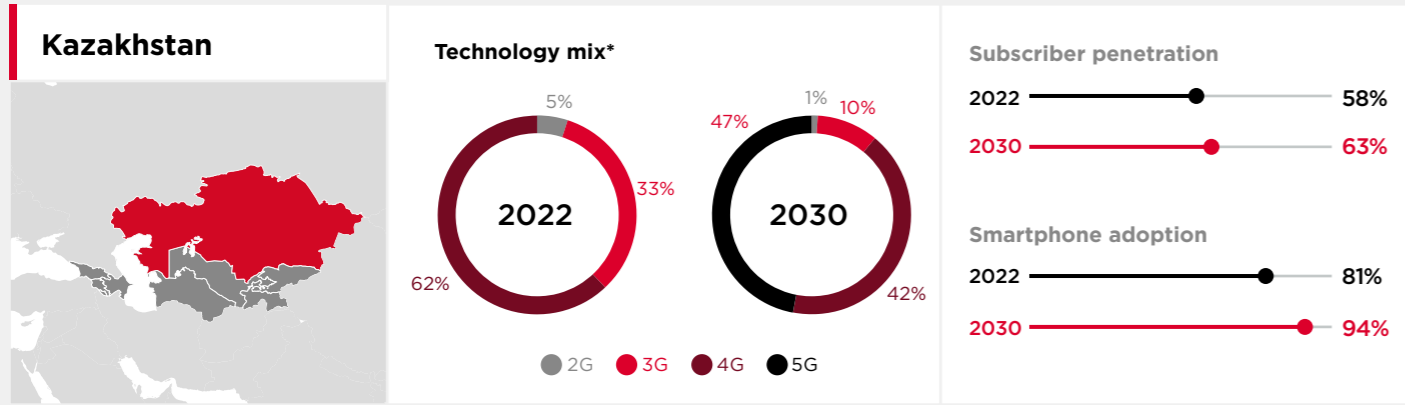 Kazakhstan
Technology mix*
5%
33%
62%
2022
1%
10%
47%
42%
2030
2G 3G 4G 5G
Subscriber penetration
2022 58%
2030 63%
Smartphone adoption
2022 81%
2030 94%